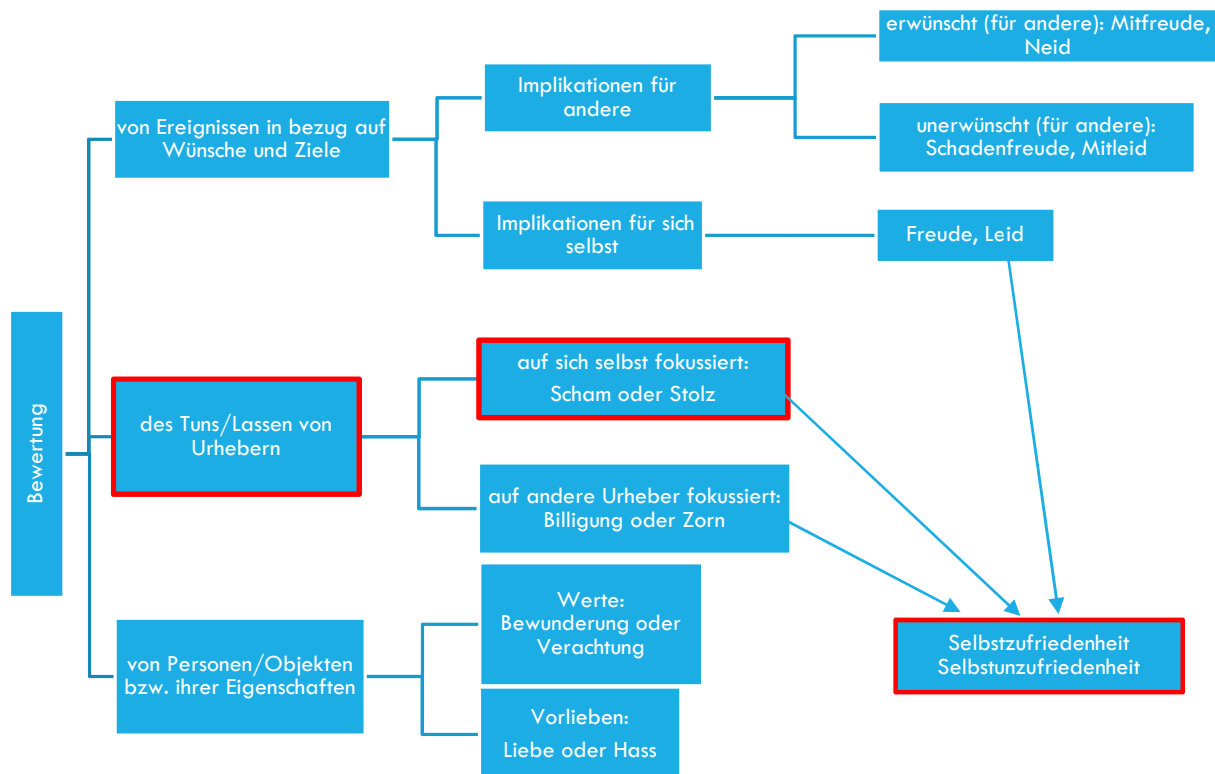 Bewertung
von Ereignissen in bezug auf
Wünsche und Ziele
Implikationen für
andere
erwünscht (für andere): Mitfreude,
Neid
unerwünscht (für andere):
Schadenfreude, Mitleid
Implikationen für sich
selbst
Freude, Leid
des Tuns/Lassen von
Urhebern
auf sich selbst fokussiert:
Scham oder Stolz
auf andere Urheber fokussiert:
Billigung oder Zorn
von Personen/Objekten
bzw. ihrer Eigenschaften
Werte:
Bewunderung oder
Verachtung
Vorlieben:
Liebe oder Hass
Selbstzufriedenheit
Selbstunzufriedenheit